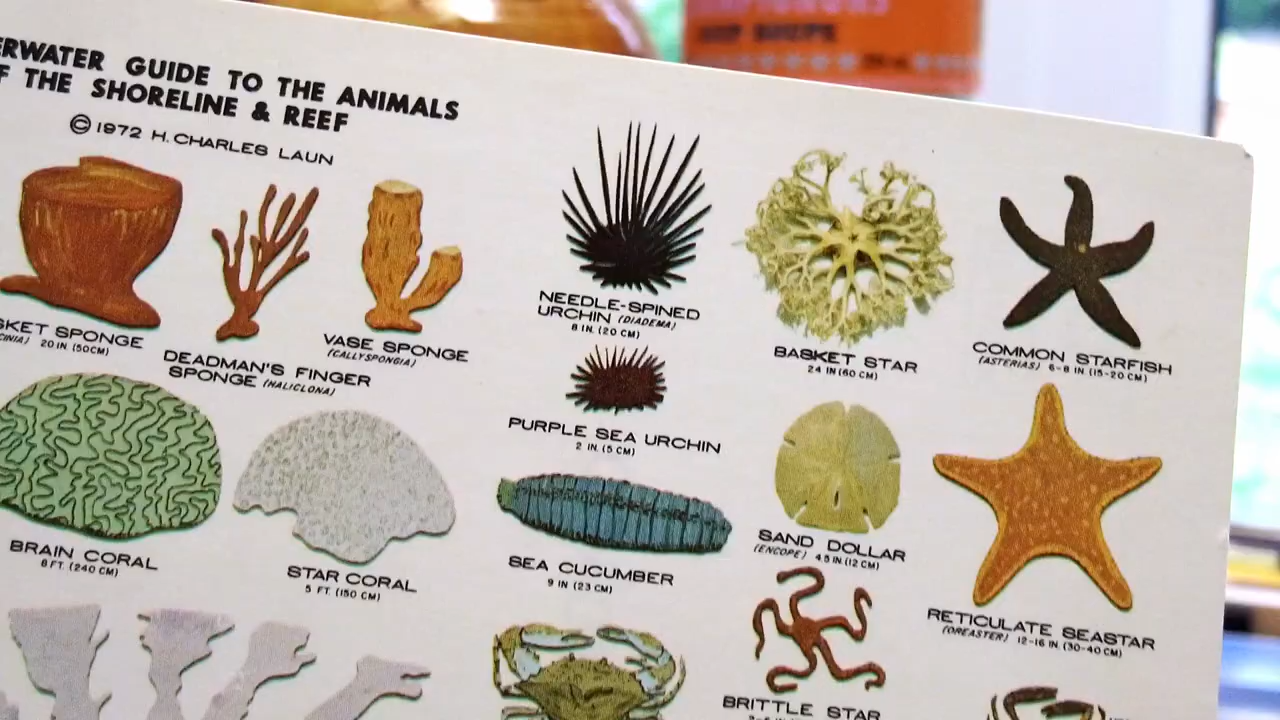 ERWATER GUIDE TO THE ANIMALS
F THE SHORELINE & REEF
© 1972 H. CHARLES LAUN
SKET SPONGE
CINIA) 20 IN (50CM)
DEADMAN'S FINGER
SPONGE (HALICLONA)
VASE SPONGE
(CALLYSPONGIA)
NEEDLE-SPINED
URCHIN (DIADEMA)
8 IN. (20 CM)
BASKET STAR
24 IN (60 CM)
COMMON STARFISH
(ASTERIAS) 6-8 IN. (15-20 CM)
PURPLE SEA URCHIN
2 IN. (5 CM)
BRAIN CORAL
8 FT. (240 CM)
STAR CORAL
5 FT. (150 CM)
SEA CUCUMBER
9 IN (23 CM)
SAND DOLLAR
(ENCOPE) 4.5 IN (12 CM)
RETICULATE SEASTAR
(OREASTER) 12-16 IN. (30-40 CM)
BRITTLE STAR